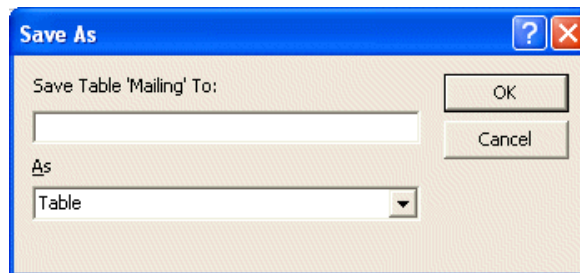 Save As
Save Table 'Mailing' To:
OK
Cancel
As
Table